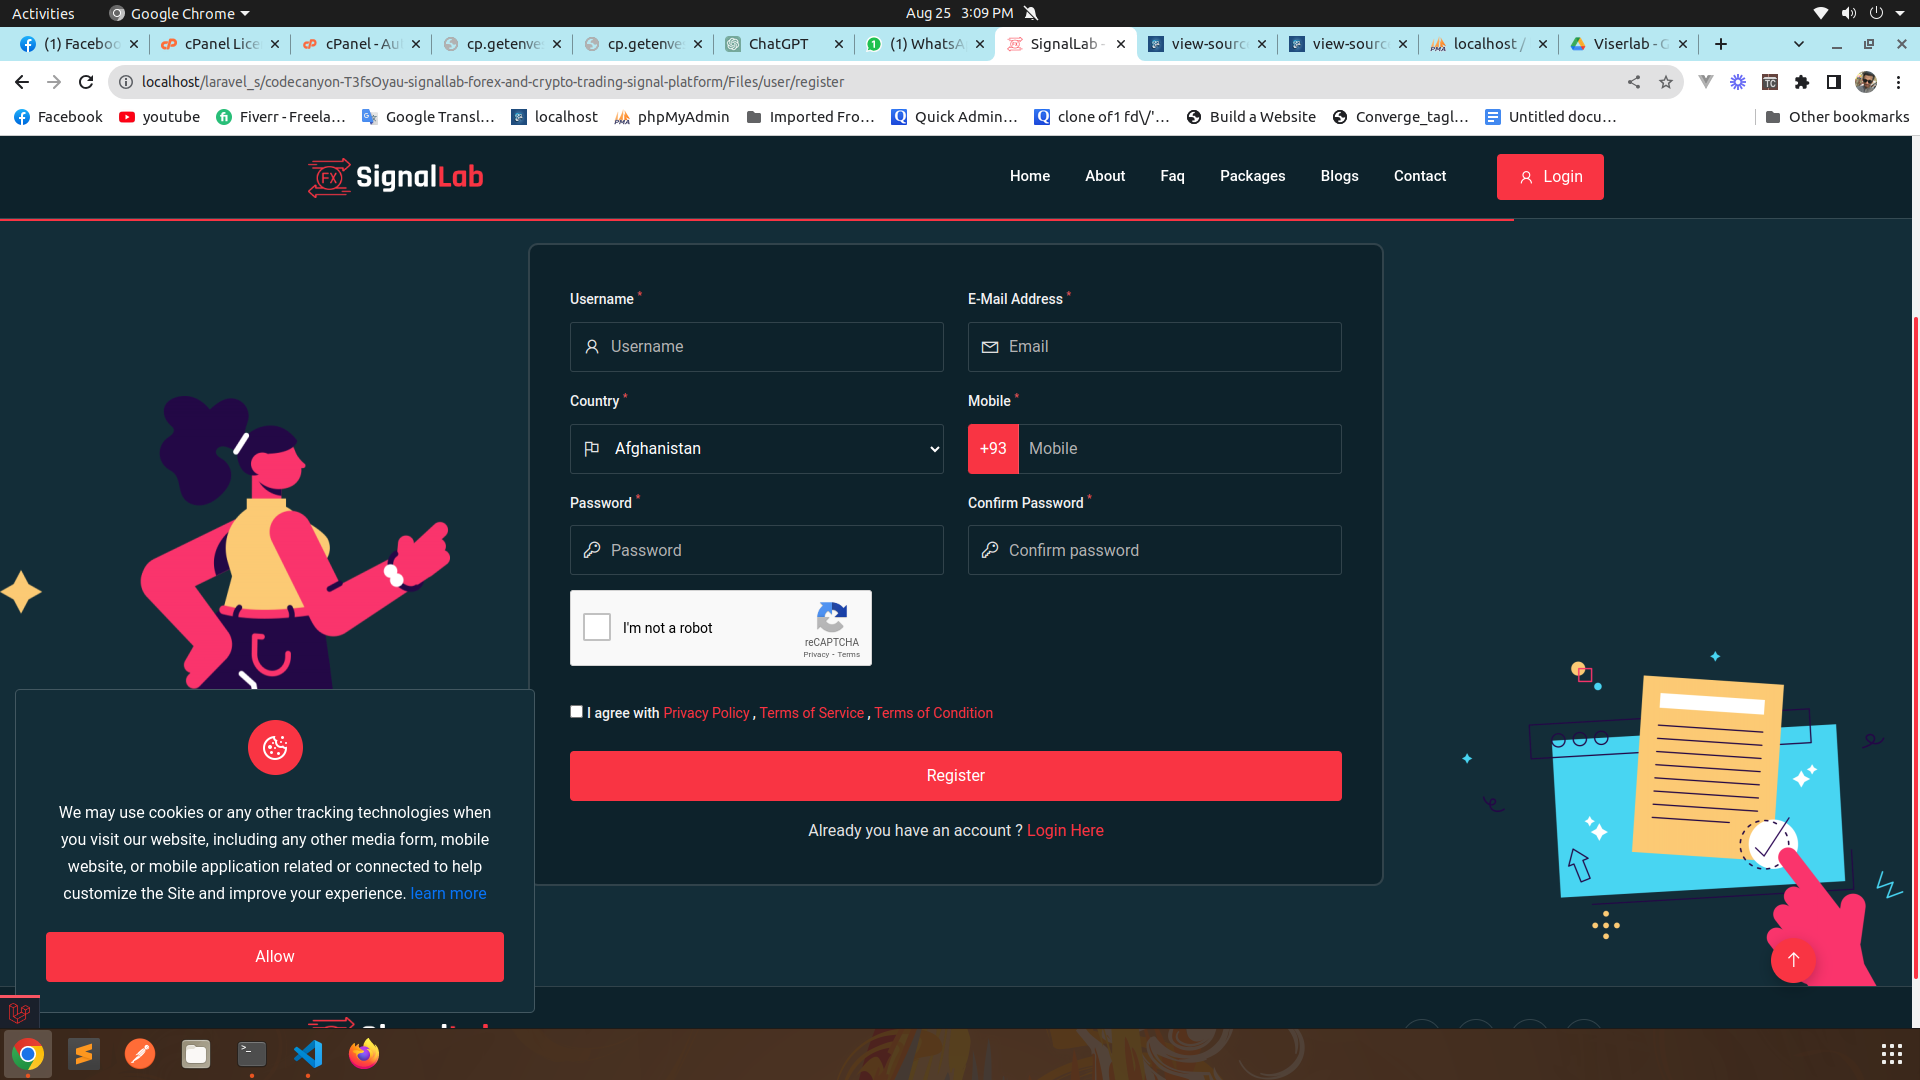 Activities
Google Chrome
Aug 25 3:09 PM
(1) Faceboo
cPanel Lice
cPanel - Au
cp.getenve
cp.getenve
ChatGPT
(1) WhatsA
SignalLab -
view-sourc
view-sourc
localhost /
Viserlab - G
localhost/laravel_s/codecanyon-T3fsOyau-signallab-forex-and-crypto-trading-signal-platform/Files/user/register
TC
Facebook
youtube
Fiverr - Freela…
Google Transl…
localhost
phpMyAdmin
Imported Fro…
Quick Admin…
clone of1 fd\/'…
Build a Website
Converge_tagl…
Untitled docu…
Other bookmarks
FX SignalLab
Home
About
Faq
Packages
Blogs
Contact
Login
Username *
E-Mail Address *
Username
Email
Country *
Mobile *
Afghanistan
+93 Mobile
Password *
Confirm Password *
Password
Confirm password
I'm not a robot
reCAPTCHA
Privacy - Terms
I agree with Privacy Policy , Terms of Service , Terms of Condition
Register
Already you have an account ? Login Here
We may use cookies or any other tracking technologies when
you visit our website, including any other media form, mobile
website, or mobile application related or connected to help
customize the Site and improve your experience. learn more
Allow